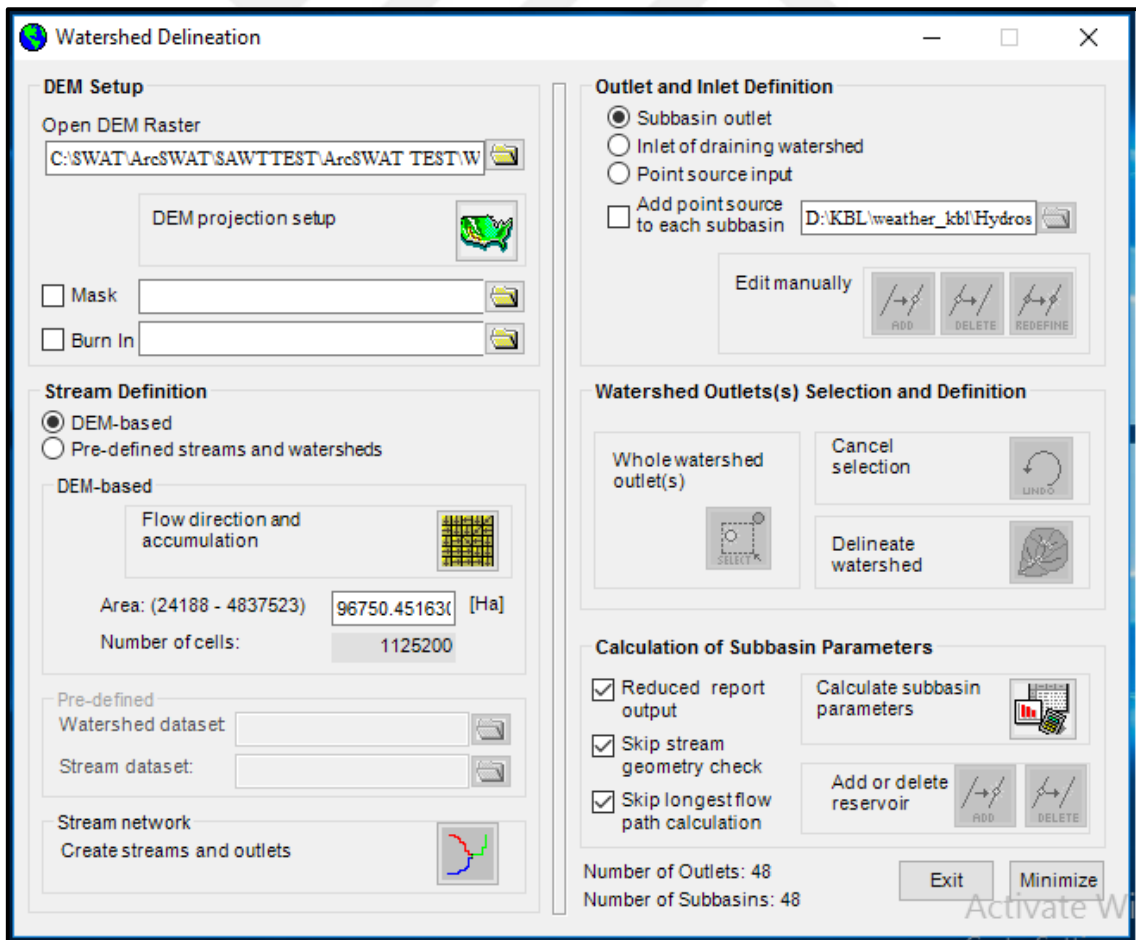 Watershed Delineation
DEM Setup
Open DEM Raster
C:\SWAT\ArcSWAT\SAWTTEST\ArcSWAT TEST\W
DEM projection setup
Mask
Burn In
Stream Definition
DEM-based
Pre-defined streams and watersheds
DEM-based
Flow direction and
accumulation
Area: (24188 - 4837523)
96750.451630
[Ha]
Number of cells:
1125200
Pre-defined
Watershed dataset
Stream dataset:
Stream network
Create streams and outlets
Outlet and Inlet Definition
Subbasin outlet
Inlet of draining watershed
Point source input
Add point source
to each subbasin
D:\KBL\weather_kbl\Hydros
Edit manually
ADD
DELETE
REDEFINE
Watershed Outlets(s) Selection and Definition
Whole watershed
outlet(s)
SELECT
Cancel
selection
UNDO
Delineate
watershed
Calculation of Subbasin Parameters
Reduced report
output
Skip stream
geometry check
Skip longest flow
path calculation
Calculate subbasin
parameters
Add or delete
reservoir
ADD
DELETE
Number of Outlets: 48
Number of Subbasins: 48
Exit
Minimize
Activate Wi